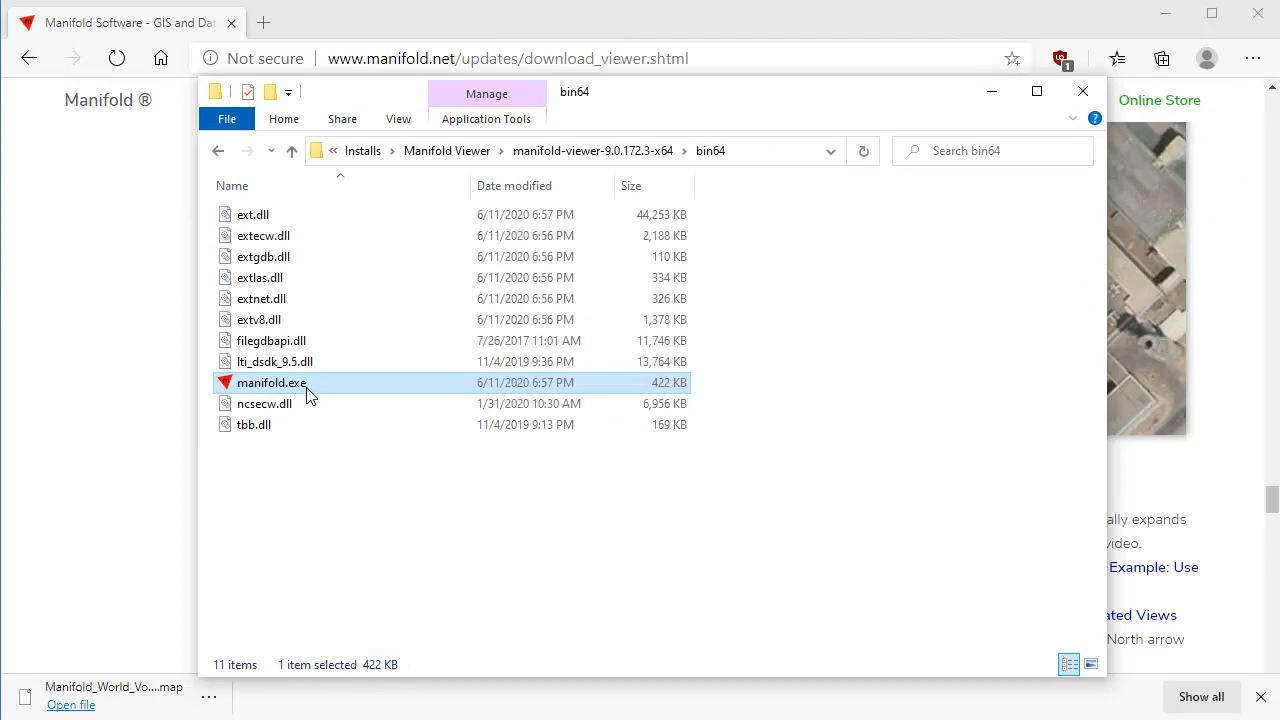 Manifold Software - GIS and Dat
Not secure
www.manifold.net/updates/download_viewer.shtml
1
Manifold ®
Online Store
Manage
bin64
File
Home
Share
View
Application Tools
?
« Installs > Manifold Viewer > manifold-viewer-9.0.172.3-x64 > bin64
Search bin64
Name Date modified Size
ext.dll 6/11/2020 6:57 PM 44,253 KB
extecw.dll 6/11/2020 6:56 PM 2,188 KB
extgdb.dll 6/11/2020 6:56 PM 110 KB
extlas.dll 6/11/2020 6:56 PM 334 KB
extnet.dll 6/11/2020 6:56 PM 326 KB
extv8.dll 6/11/2020 6:56 PM 1,378 KB
filegdbapi.dll 7/26/2017 11:01 AM 11,746 KB
lti_dsdk_9.5.dll 11/4/2019 9:36 PM 13,764 KB
manifold.exe 6/11/2020 6:57 PM 422 KB
ncsecw.dll 1/31/2020 10:30 AM 6,956 KB
tbb.dll 11/4/2019 9:13 PM 169 KB
ally expands
video.
Example: Use
ated Views
North arrow
11 items 1 item selected 422 KB
Manifold_World_Vo....map
Open file
Show all